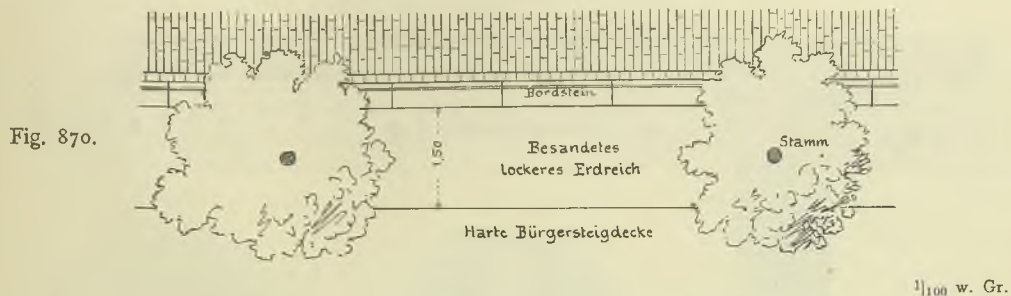 Bordstein
Fig. 870.
1,50
Besandetes
lockeres Erdreich
Stamm
Harte Bürgersteigdecke
1|100 w. Gr.